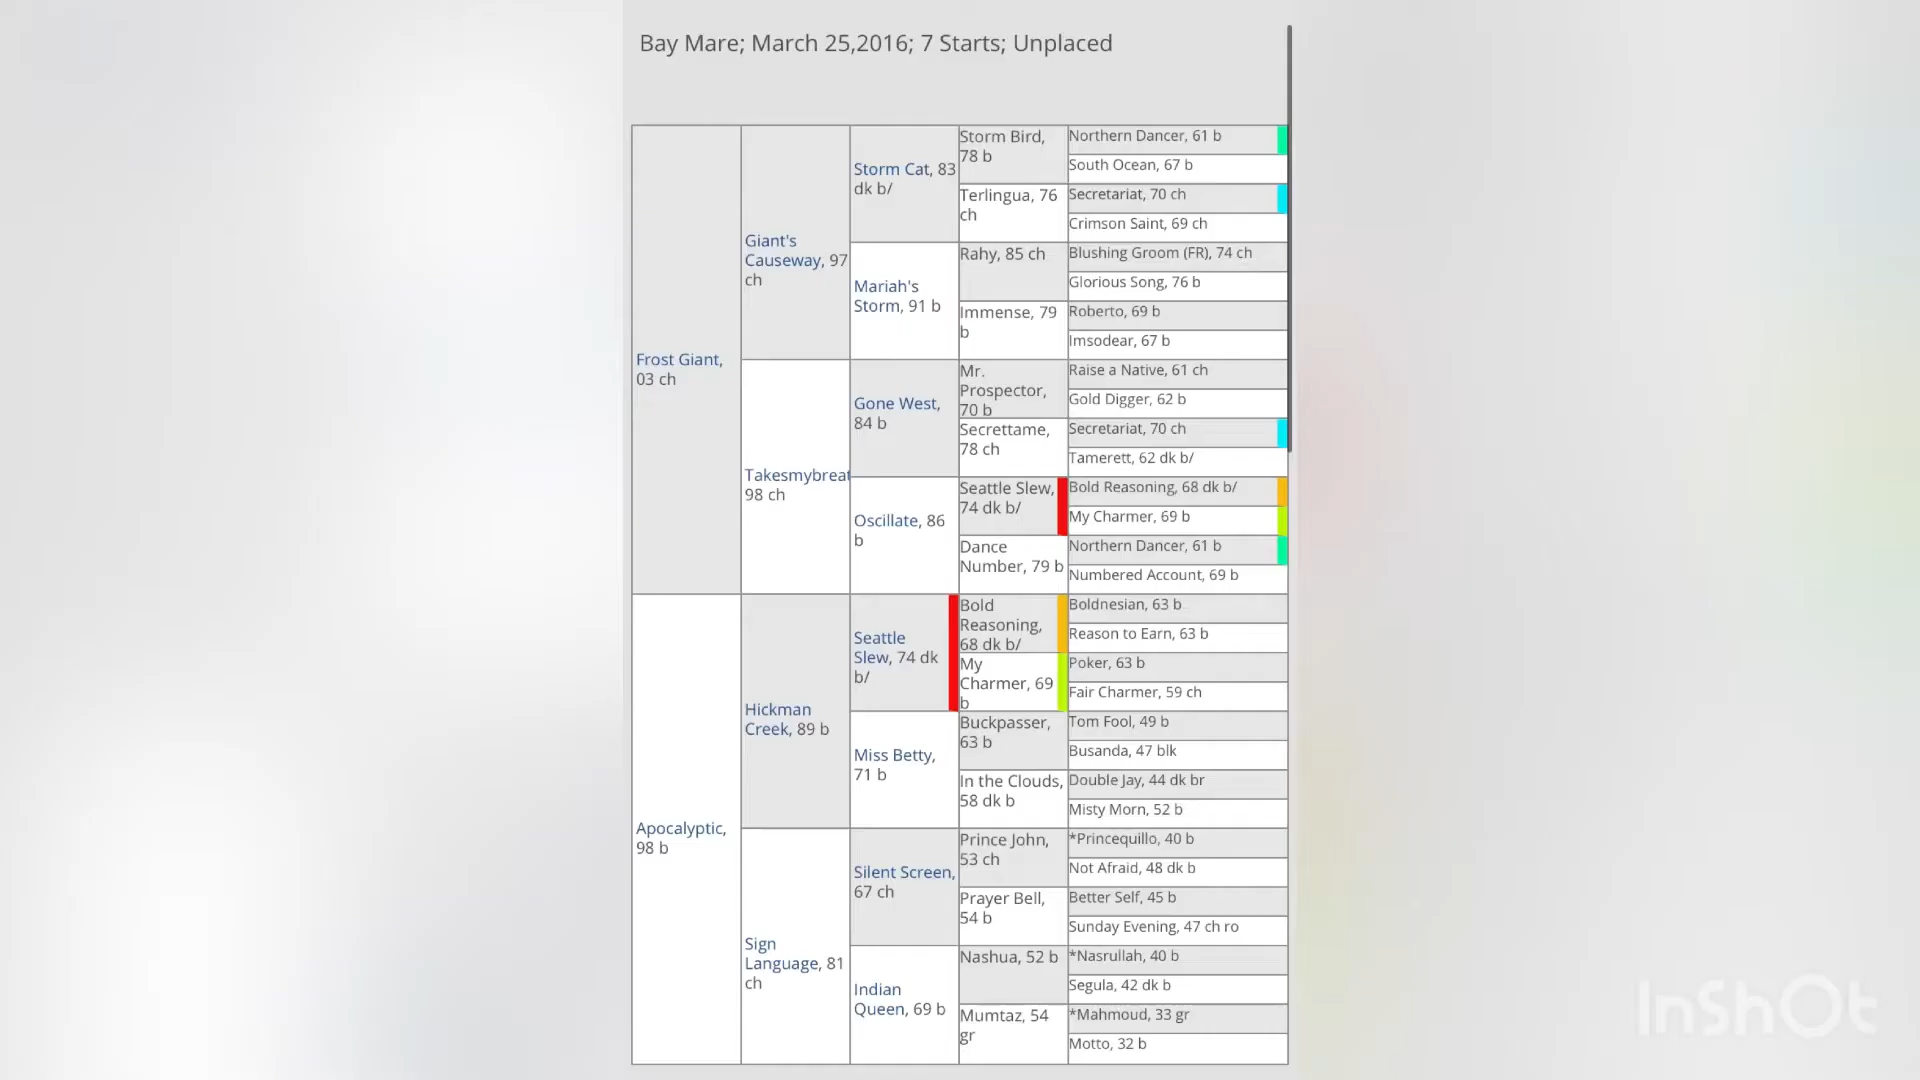 Bay Mare; March 25,2016; 7 Starts; Unplaced
Frost Giant,
03 ch
Apocalyptic,
98 b
Giant's
Causeway, 97
ch
Takesmybreat
98 ch
Hickman
Creek, 89 b
Sign
Language, 81
ch
Storm Cat, 83
dk b/
Mariah's
Storm, 91 b
Gone West,
84 b
Oscillate, 86
b
Seattle
Slew, 74 dk
b/
Miss Betty,
71 b
Silent Screen,
67 ch
Indian
Queen, 69 b
Storm Bird,
78 b
Terlingua, 76
ch
Rahy, 85 ch
Immense, 79
b
Mr.
Prospector,
70 b
Secrettame,
78 ch
Seattle Slew,
74 dk b/
Dance
Number, 79 b
Bold
Reasoning,
68 dk b/
My
Charmer, 69
b
Buckpasser,
63 b
In the Clouds,
58 dk b
Prince John,
53 ch
Prayer Bell,
54 b
Nashua, 52 b
Mumtaz, 54
gr
Northern Dancer, 61 b
South Ocean, 67 b
Secretariat, 70 ch
Crimson Saint, 69 ch
Blushing Groom (FR), 74 ch
Glorious Song, 76 b
Roberto, 69 b
Imsodear, 67 b
Raise a Native, 61 ch
Gold Digger, 62 b
Secretariat, 70 ch
Tamerett, 62 dk b/
Bold Reasoning, 68 dk b/
My Charmer, 69 b
Northern Dancer, 61 b
Numbered Account, 69 b
Boldnesian, 63 b
Reason to Earn, 63 b
Poker, 63 b
Fair Charmer, 59 ch
Tom Fool, 49 b
Busanda, 47 blk
Double Jay, 44 dk br
Misty Morn, 52 b
*Princequillo, 40 b
Not Afraid, 48 dk b
Better Self, 45 b
Sunday Evening, 47 ch ro
*Nasrullah, 40 b
Segula, 42 dk b
*Mahmoud, 33 gr
Motto, 32 b
InShOt